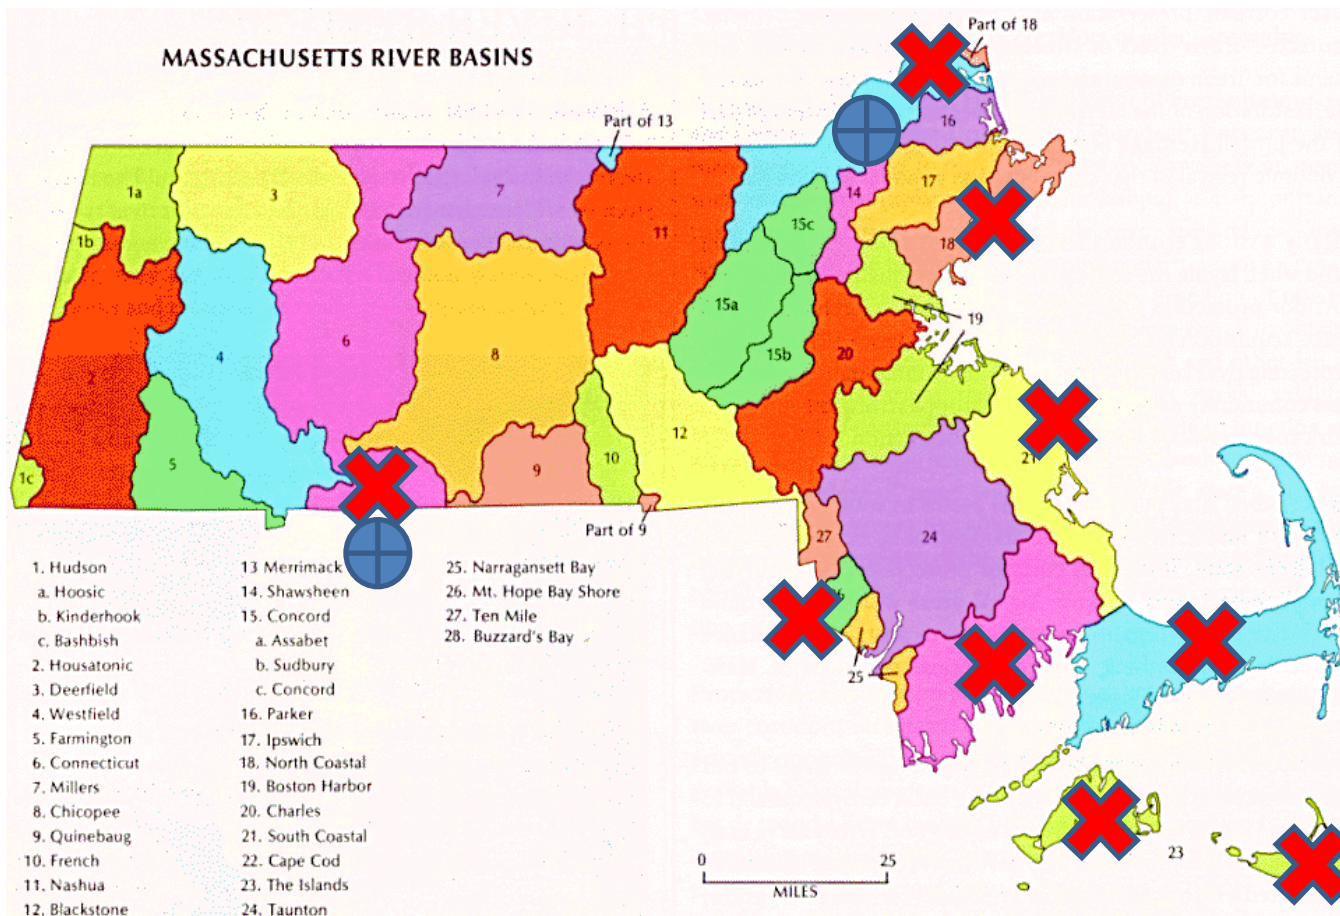 Part of 18
MASSACHUSETTS RIVER BASINS
16
Part of 13
1a
3
7
14
17
15c
1b
11
18
15a
19
6
4
8
15b
20
2
12
21
5
9
10
1c
Part of 9
24
27
25
23
1. Hudson
a. Hoosic
b. Kinderhook
c. Bashbish
2. Housatonic
3. Deerfield
4. Westfield
5. Farmington
6. Connecticut
7. Millers
8. Chicopee
9. Quinebaug
10. French
11. Nashua
12. Blackstone
13 Merrimack
14. Shawsheen
15. Concord
a. Assabet
b. Sudbury
c. Concord
16. Parker
17. Ipswich
18. North Coastal
19. Boston Harbor
20. Charles
21. South Coastal
22. Cape Cod
23. The Islands
24. Taunton
25. Narragansett Bay
26. Mt. Hope Bay Shore
27. Ten Mile
28. Buzzard's Bay
0 25
MILES